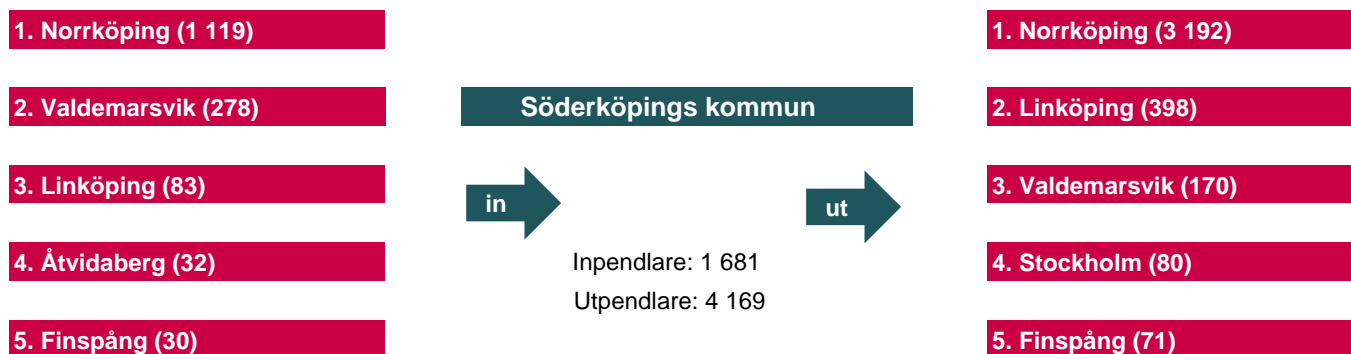 1. Norrköping (1 119)
2. Valdemarsvik (278)
3. Linköping (83)
4. Åtvidaberg (32)
5. Finspång (30)
Söderköpings kommun
in
ut
Inpendlare: 1 681
Utpendlare: 4 169
1. Norrköping (3 192)
2. Linköping (398)
3. Valdemarsvik (170)
4. Stockholm (80)
5. Finspång (71)